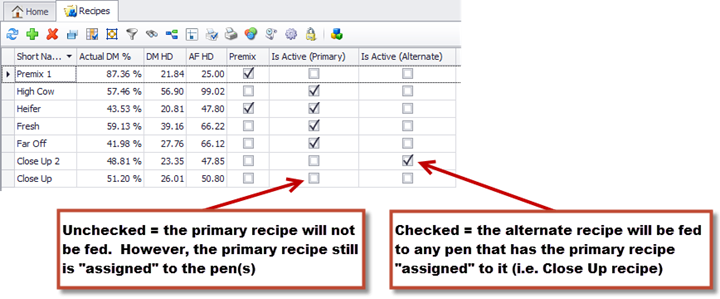 Home Recipes
Short Na... Actual DM % DM HD AF HD Premix Is Active (Primary) Is Active (Alternate)
Premix 1 87.36 % 21.84 25.00
High Cow 57.46 % 56.90 99.02
Heifer 43.53 % 20.81 47.80
Fresh 59.13 % 39.16 66.22
Far Off 41.98 % 27.76 66.12
Close Up 2 48.81 % 23.35 47.85
Close Up 51.20 % 26.01 50.80
Unchecked = the primary recipe will not
be fed. However, the primary recipe still
is "assigned" to the pen(s)
Checked = the alternate recipe will be fed
to any pen that has the primary recipe
"assigned" to it (i.e. Close Up recipe)